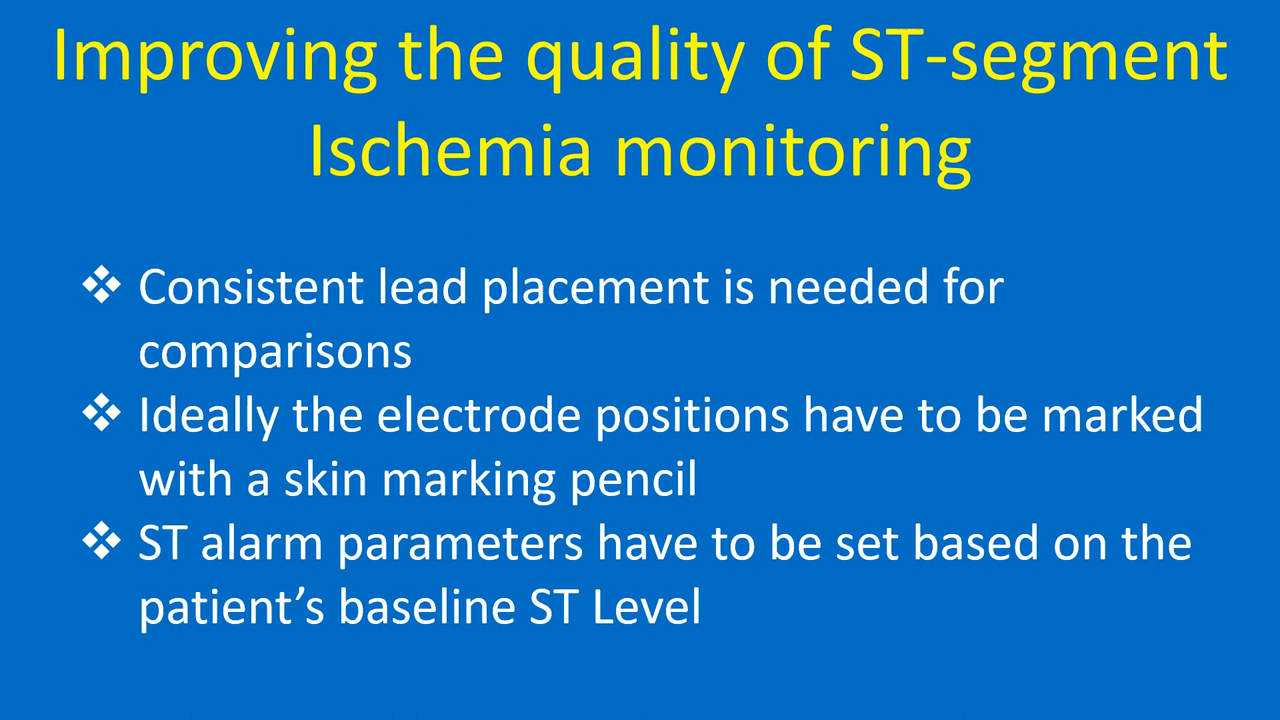 Improving the quality of ST-segment
Ischemia monitoring
❖ Consistent lead placement is needed for
comparisons
❖ Ideally the electrode positions have to be marked
with a skin marking pencil
❖ ST alarm parameters have to be set based on the
patient’s baseline ST Level